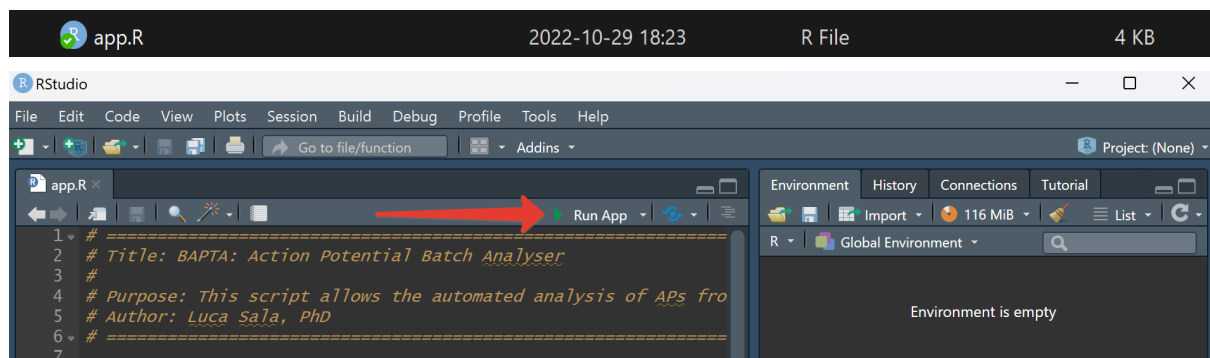 app.R 2022-10-29 18:23 R File 4 KB
RStudio
File Edit Code View Plots Session Build Debug Profile Tools Help
Go to file/function Addins Project: (None)
app.R
Environment History Connections Tutorial
Run App
Import 116 MiB List
R Global Environment
1 # ==========================================================
2 # Title: BAPTA: Action Potential Batch Analyser
3 #
4 # Purpose: This script allows the automated analysis of APs fro
5 # Author: Luca Sala, PhD
6 # ==========================================================
7
Environment is empty